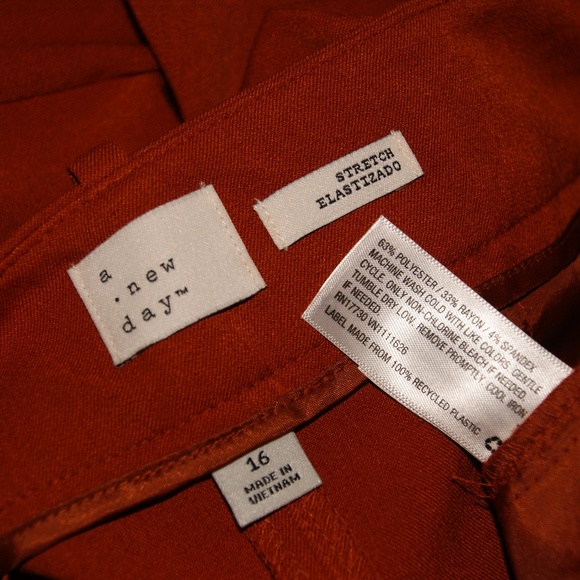 a
.new
day™
STRETCH
ELASTIZADO
63% POLYESTER / 33% RAYON / 4% SPANDEX
MACHINE WASH COLD WITH LIKE COLORS. GENTLE
CYCLE. ONLY NON-CHLORINE BLEACH IF NEEDED.
TUMBLE DRY LOW. REMOVE PROMPTLY. COOL IRON
IF NEEDED
RN17730 VN1111626
LABEL MADE FROM 100% RECYCLED PLASTIC
16
MADE IN
VIETNAM